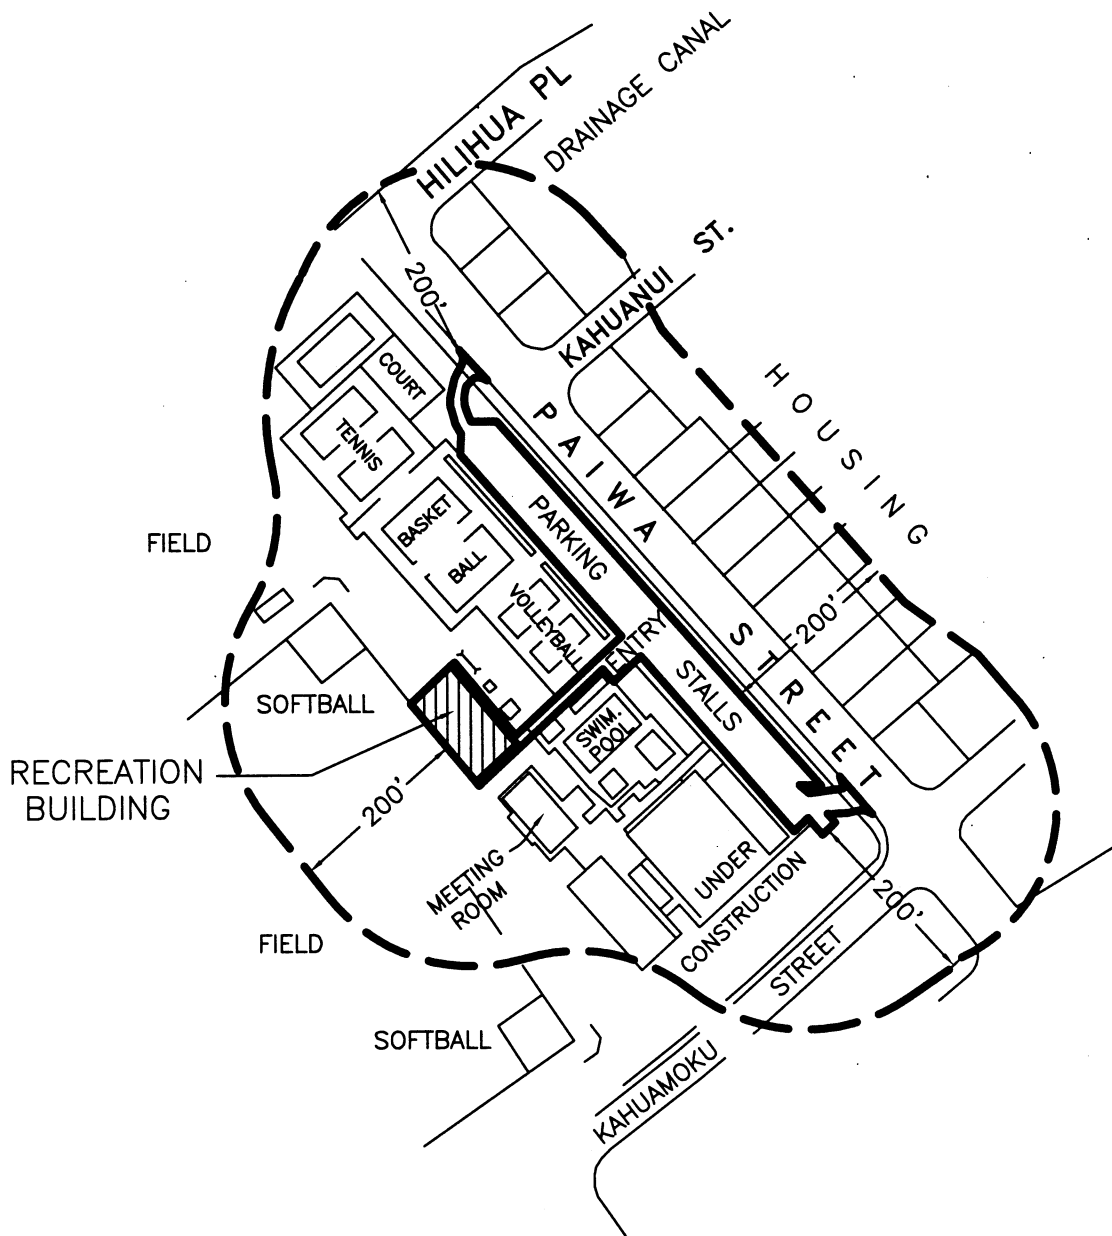 HILIHUA PL
DRAINAGE CANAL
KAHUANUI ST.
200'
COURT
TENNIS
PAIWA STREET
HOUSING
BASKET
BALL
PARKING
FIELD
VOLLEYBALL
ENTRY
200'
STALLS
SOFTBALL
SWIM.
POOL
RECREATION
BUILDING
200'
MEETING
ROOM
UNDER
CONSTRUCTION
200'
FIELD
STREET
SOFTBALL
KAHUAMOKU